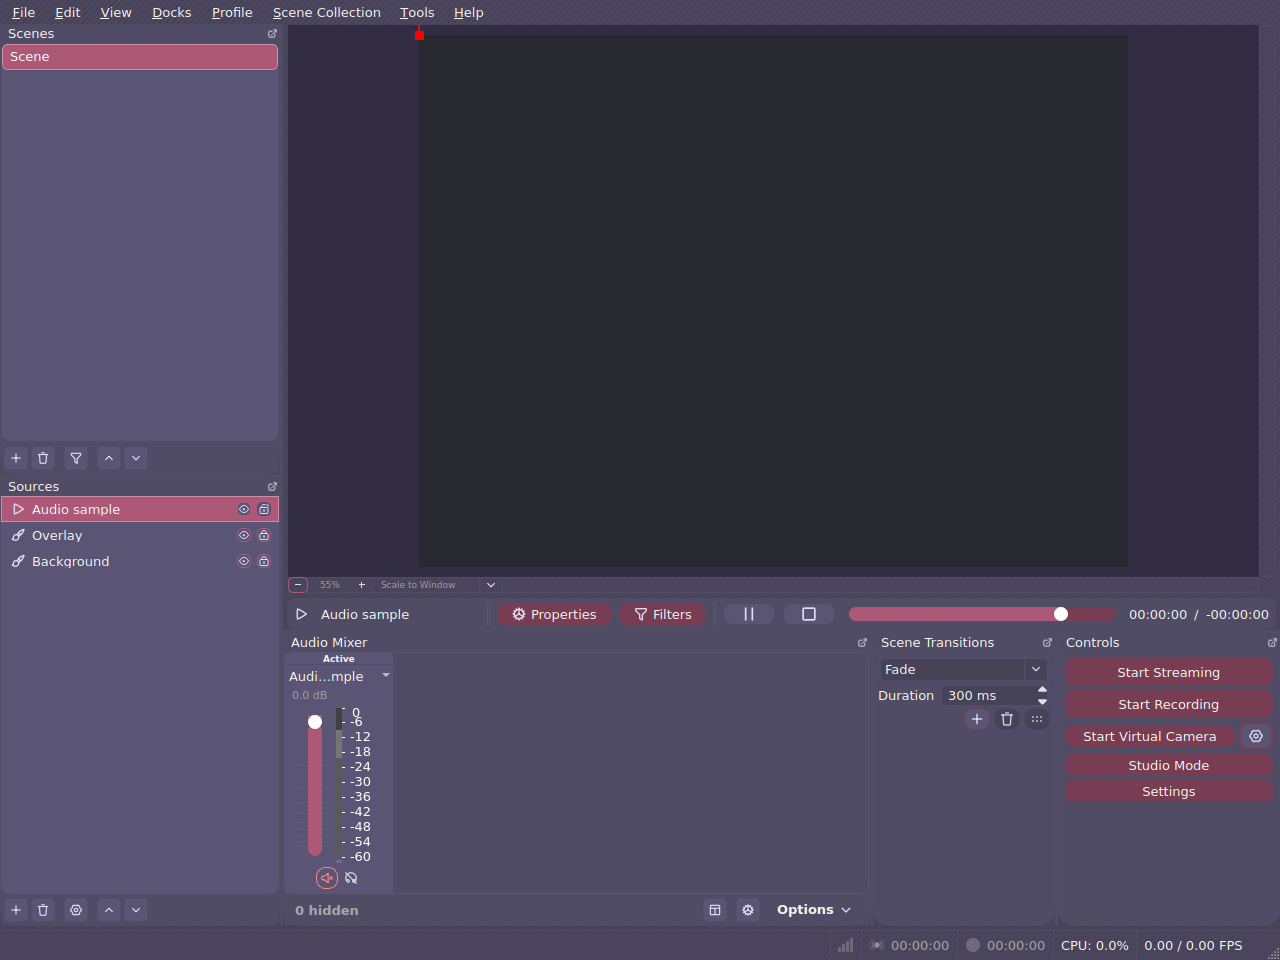 File Edit View Docks Profile Scene Collection Tools Help
Scenes
Scene
Sources
Audio sample
Overlay
Background
55% Scale to Window
Audio sample Properties Filters 00:00:00 / -00:00:00
Audio Mixer
Active
Audi...mple
0.0 dB
0
-6
-12
-18
-24
-30
-36
-42
-48
-54
-60
0 hidden Options
Scene Transitions
Fade
Duration 300 ms
Controls
Start Streaming
Start Recording
Start Virtual Camera
Studio Mode
Settings
00:00:00 00:00:00 CPU: 0.0% 0.00 / 0.00 FPS